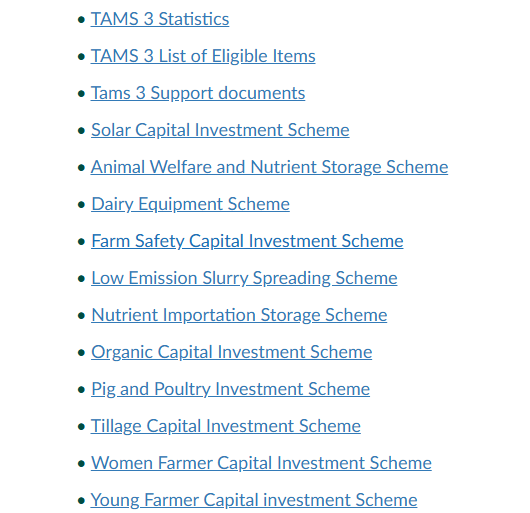 • TAMS 3 Statistics
• TAMS 3 List of Eligible Items
• Tams 3 Support documents
• Solar Capital Investment Scheme
• Animal Welfare and Nutrient Storage Scheme
• Dairy Equipment Scheme
• Farm Safety Capital Investment Scheme
• Low Emission Slurry Spreading Scheme
• Nutrient Importation Storage Scheme
• Organic Capital Investment Scheme
• Pig and Poultry Investment Scheme
• Tillage Capital Investment Scheme
• Women Farmer Capital Investment Scheme
• Young Farmer Capital investment Scheme